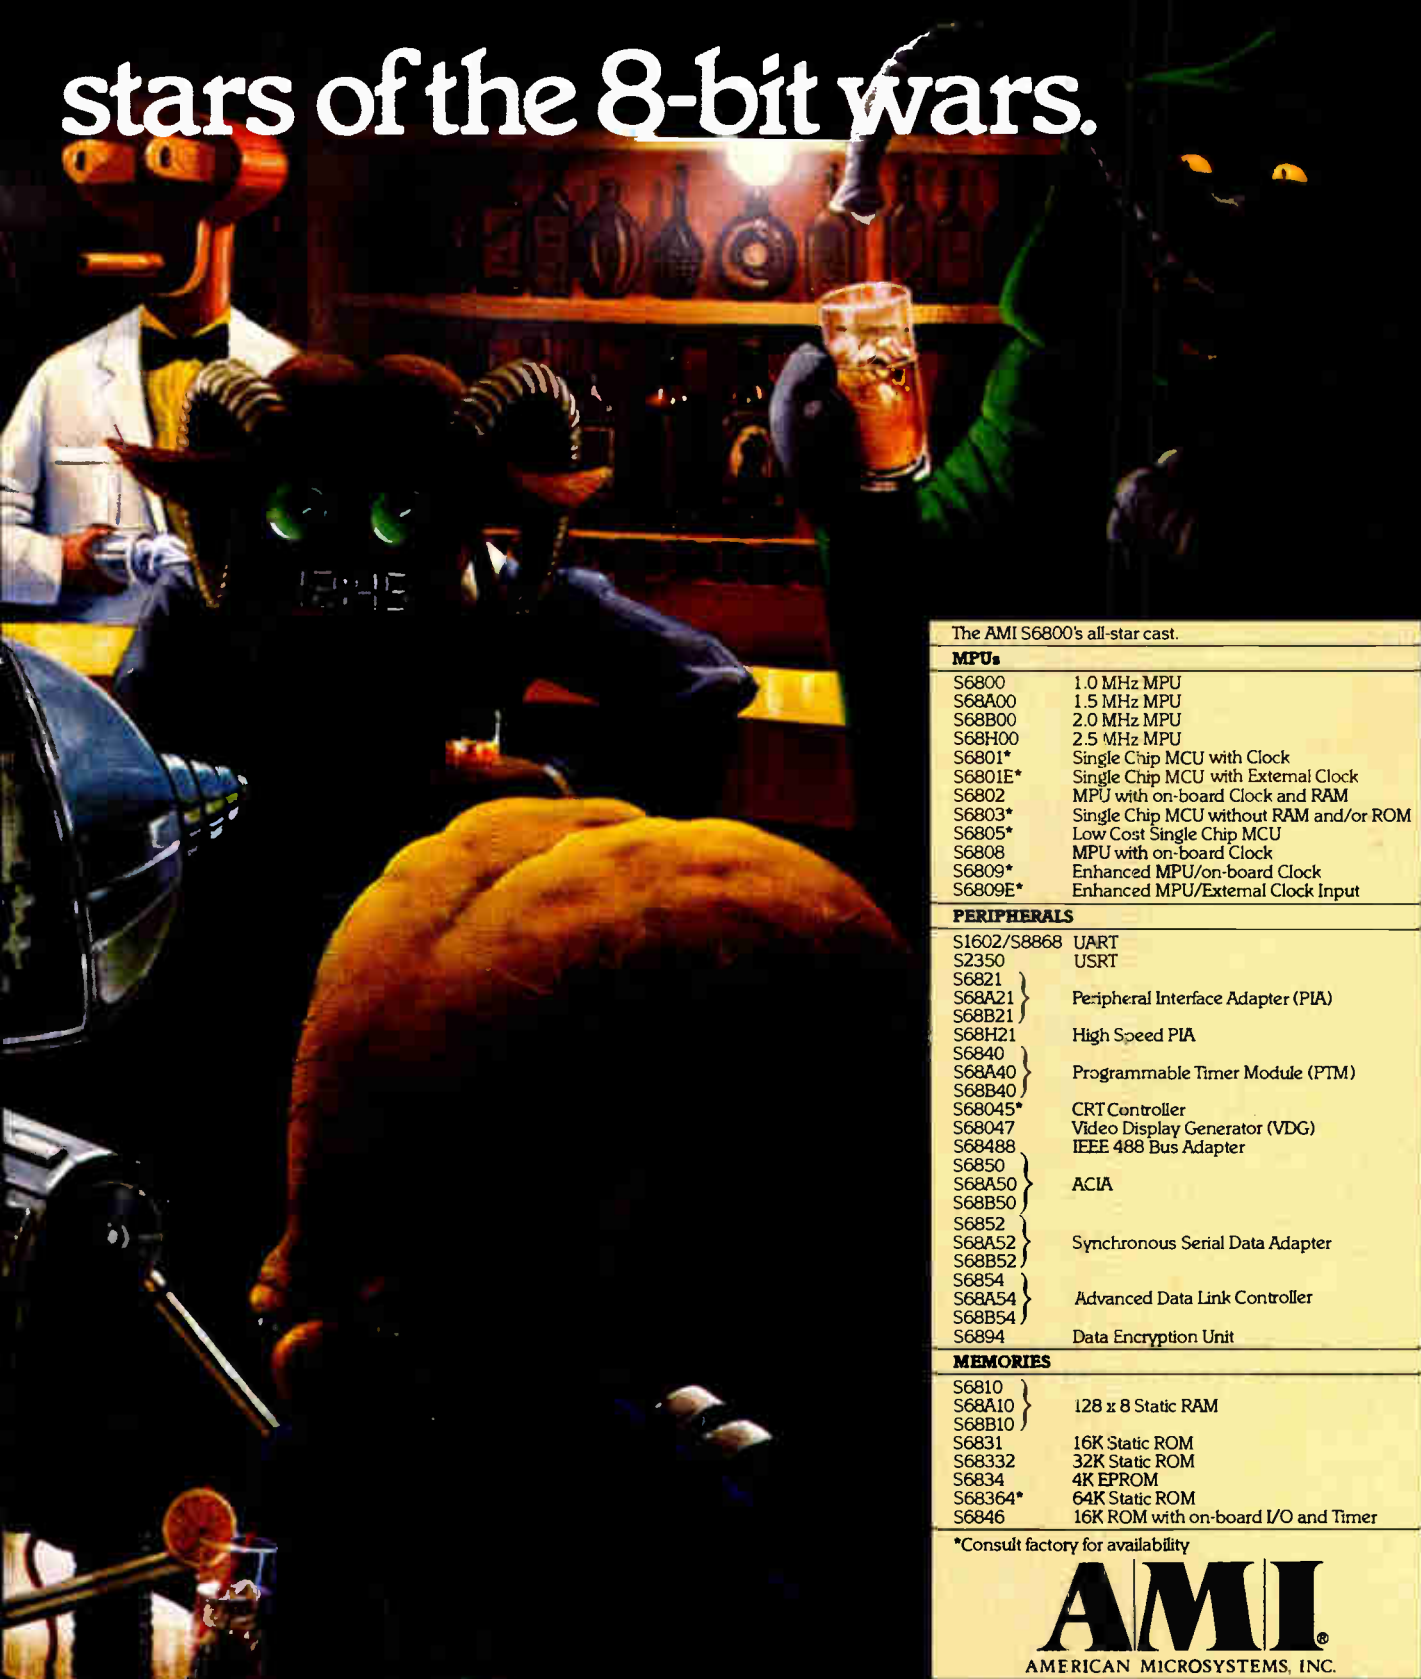 stars of the 8-bit wars.
The AMI S6800's all-star cast.
MPUs
S6800 1.0 MHz MPU
S68A00 1.5 MHz MPU
S68B00 2.0 MHz MPU
S68H00 2.5 MHz MPU
S6801* Single Chip MCU with Clock
S6801E* Single Chip MCU with External Clock
S6802 MPU with on-board Clock and RAM
S6803* Single Chip MCU without RAM and/or ROM
S6805* Low Cost Single Chip MCU
S6808 MPU with on-board Clock
S6809* Enhanced MPU/on-board Clock
S6809E* Enhanced MPU/External Clock Input
PERIPHERALS
S1602/S8868 UART
S2350 USRT
S6821
S68A21 Peripheral Interface Adapter (PIA)
S68B21
S68H21 High Speed PIA
S6840
S68A40 Programmable Timer Module (PTM)
S68B40
S68045* CRT Controller
S68047 Video Display Generator (VDG)
S68488 IEEE 488 Bus Adapter
S6850
S68A50 ACIA
S68B50
S6852
S68A52 Synchronous Serial Data Adapter
S68B52
S6854
S68A54 Advanced Data Link Controller
S68B54
S6894 Data Encryption Unit
MEMORIES
S6810
S68A10 128 x 8 Static RAM
S68B10
S6831 16K Static ROM
S68332 32K Static ROM
S6834 4K EPROM
S68364* 64K Static ROM
S6846 16K ROM with on-board I/O and Timer
*Consult factory for availability
AMI®
AMERICAN MICROSYSTEMS, INC.